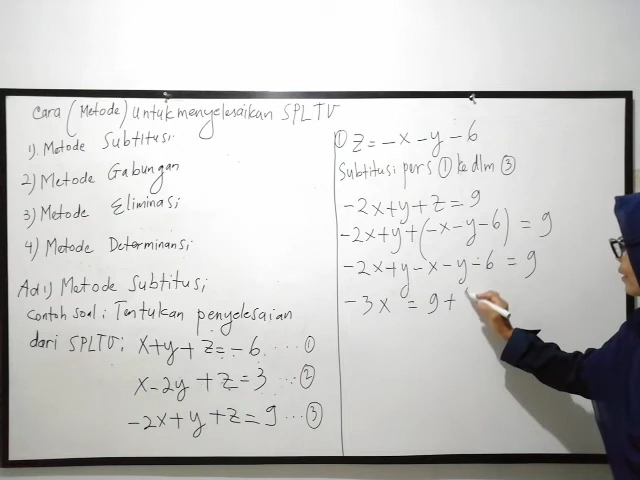 Cara (Metode) untuk menyelesaikan SPLTV
1). Metode Subtitusi
2) Metode Gabungan
3) Metode Eliminasi
4) Metode Determinansi
Ad 1) Metode Subtitusi
Contoh soal : Tentukan penyelesaian
dari SPLTV:
x+y+z=-6 .... ①
x-2y+z=3 ... ②
-2x+y+z=9 ... ③
① z=-x-y-6
Subtitusi pers ① ke dlm ③
-2x+y+z=9
-2x+y+(-x-y-6)=9
-2x+y-x-y-6=9
-3x=9+